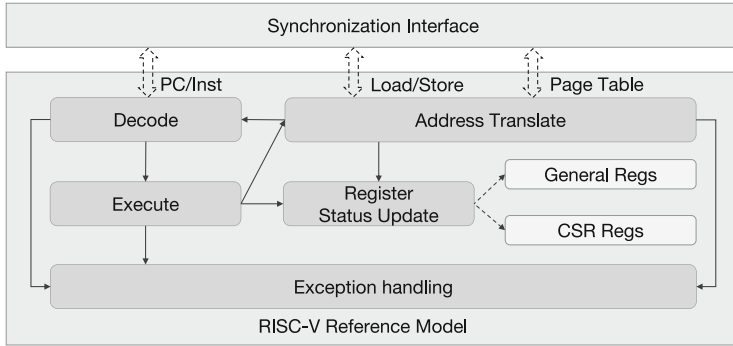 Synchronization Interface
PC/Inst
Load/Store
Page Table
Decode
Address Translate
Execute
Register
Status Update
General Regs
CSR Regs
Exception handling
RISC-V Reference Model